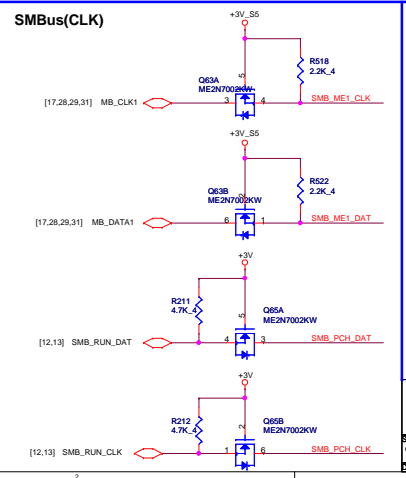 SMBus(CLK)
+3V_S5
R518
2.2K_4
Q63A
ME2N7002KW
5
[17,28,29,31] MB_CLK1
3
4
SMB_ME1_CLK
+3V_S5
R522
2.2K_4
Q63B
ME2N7002KW
2
[17,28,29,31] MB_DATA1
6
1
SMB_ME1_DAT
+3V
R211
4.7K_4
5
Q65A
ME2N7002KW
[12,13] SMB_RUN_DAT
4
3
SMB_PCH_DAT
+3V
R212
4.7K_4
2
Q65B
ME2N7002KW
[12,13] SMB_RUN_CLK
1
6
SMB_PCH_CLK
2